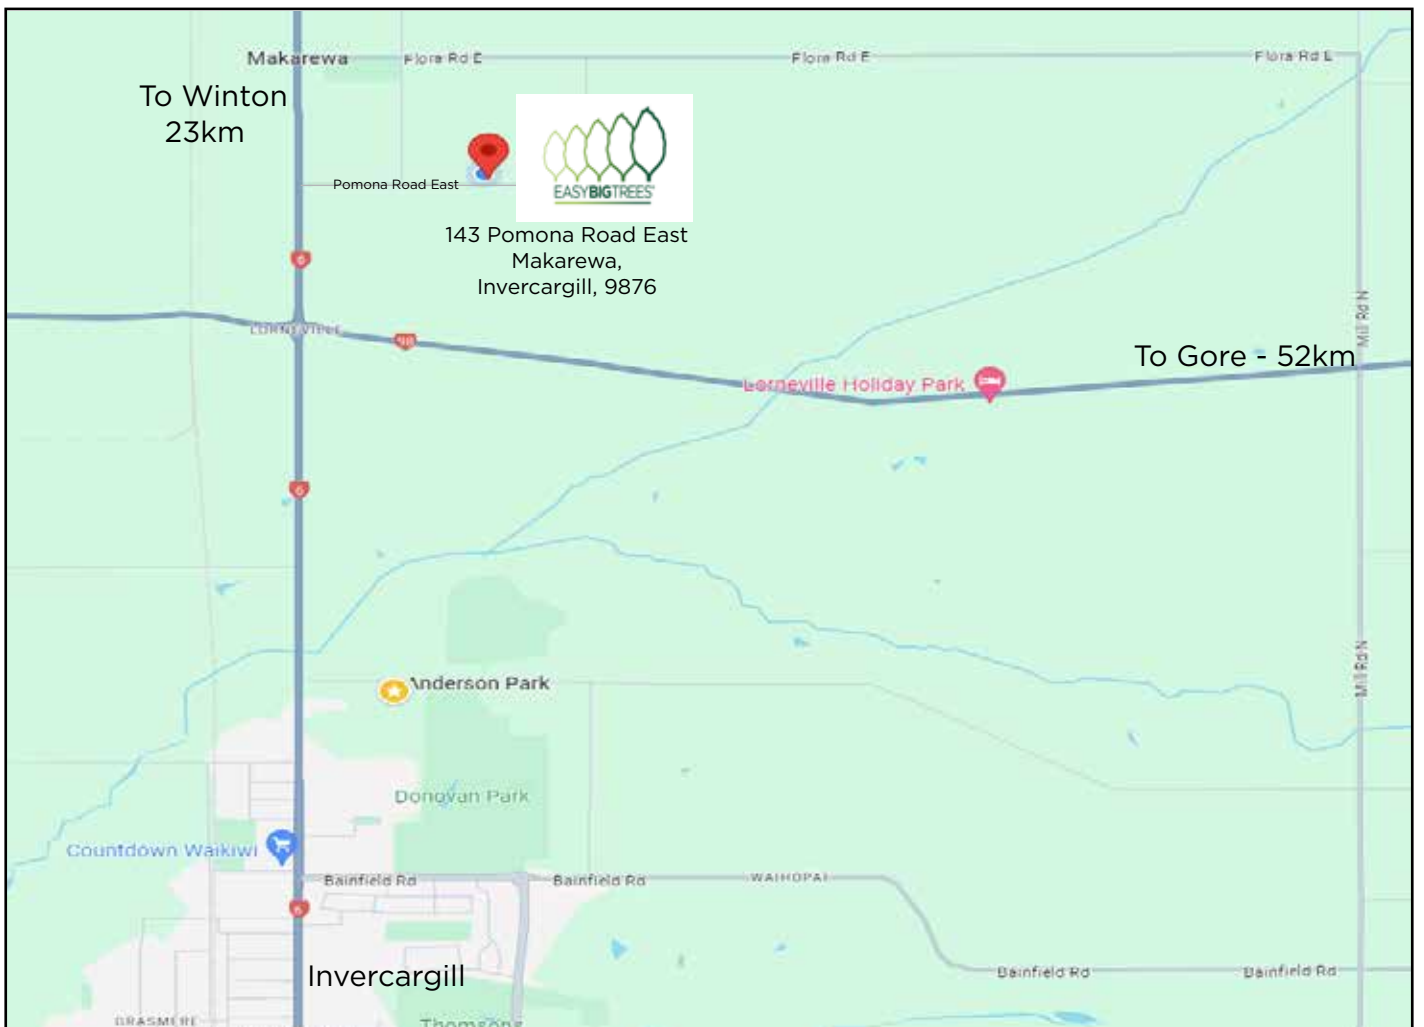 Makarewa
Flora Rd E
Flora Rd E
Flora Rd E
To Winton
23km
EASYBIGTREES
Pomona Road East
143 Pomona Road East
Makarewa,
Invercargill, 9876
6
LORNEVILLE
98
Mill Rd N
To Gore - 52km
Lorneville Holiday Park
6
Mill Rd N
Anderson Park
Donovan Park
Countdown Waikiwi
Bainfield Rd
Bainfield Rd
WAIHOPAI
6
Invercargill
Bainfield Rd
Bainfield Rd
GRASMERE
Thomsons